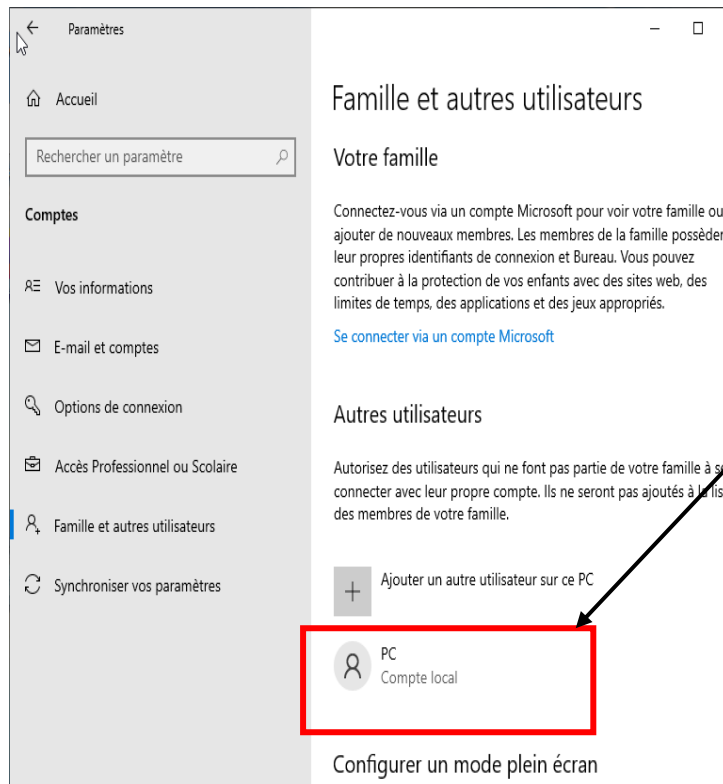 Paramètres
Accueil
Rechercher un paramètre
Comptes
Vos informations
E-mail et comptes
Options de connexion
Accès Professionnel ou Scolaire
Famille et autres utilisateurs
Synchroniser vos paramètres
Famille et autres utilisateurs
Votre famille
Connectez-vous via un compte Microsoft pour voir votre famille ou
ajouter de nouveaux membres. Les membres de la famille possèder
leur propres identifiants de connexion et Bureau. Vous pouvez
contribuer à la protection de vos enfants avec des sites web, des
limites de temps, des applications et des jeux appropriés.
Se connecter via un compte Microsoft
Autres utilisateurs
Autorisez des utilisateurs qui ne font pas partie de votre famille à se
connecter avec leur propre compte. Ils ne seront pas ajoutés à la lis
des membres de votre famille.
Ajouter un autre utilisateur sur ce PC
PC
Compte local
Configurer un mode plein écran